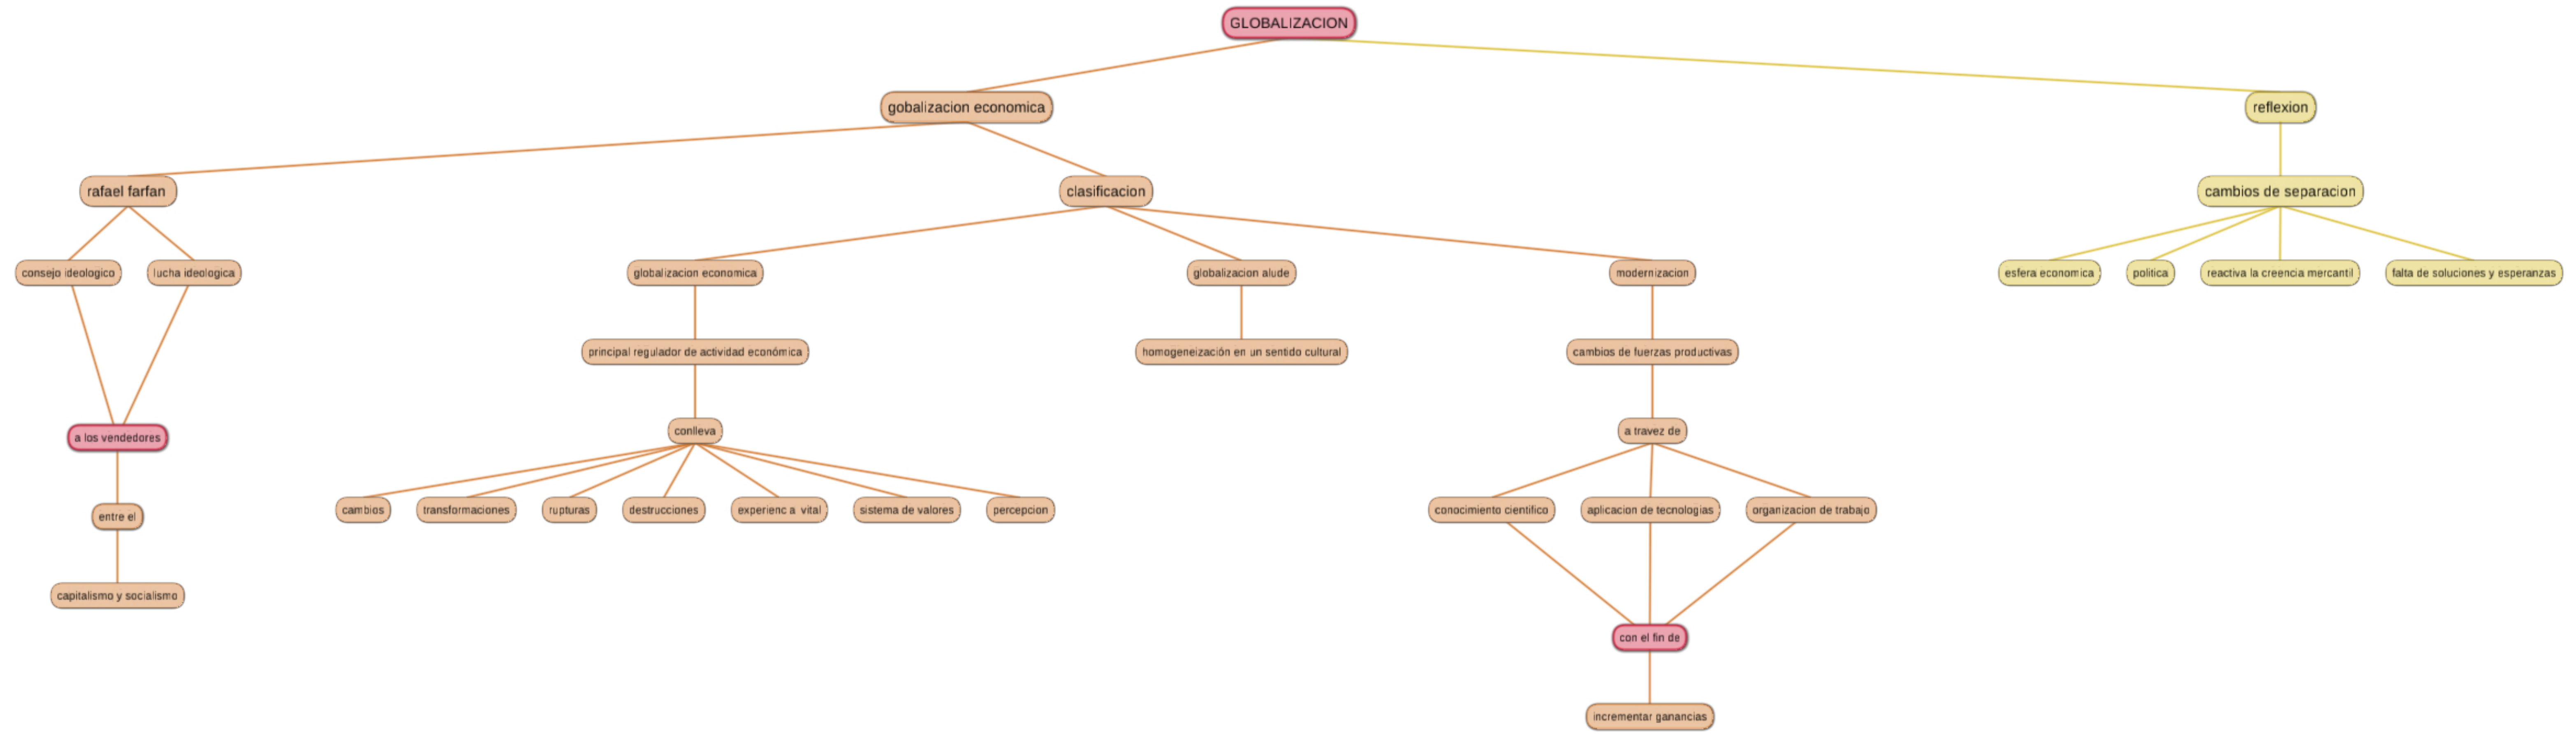 GLOBALIZACION
gobalizacion economica
reflexion
rafael farfan
clasificacion
cambios de separacion
consejo ideologico
lucha ideologica
globalizacion economica
globalizacion alude
modernizacion
esfera economica
politica
reactiva la creencia mercantil
falta de soluciones y esperanzas
principal regulador de actividad económica
homogeneización en un sentido cultural
cambios de fuerzas productivas
a los vendedores
conlleva
a travez de
entre el
cambios
transformaciones
rupturas
destrucciones
experienc a vital
sistema de valores
percepcion
conocimiento cientifico
aplicacion de tecnologias
organizacion de trabajo
capitalismo y socialismo
con el fin de
incrementar ganancias